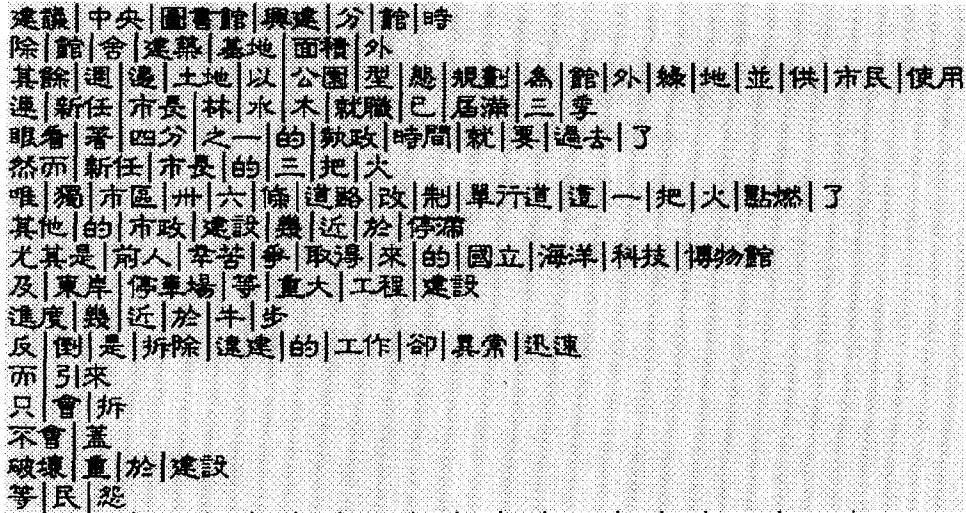 建議|中央|圖書館|興建|分|館|時
除|館|舍|建築|基地|面積|外
其餘|週|邊|土地|以|公園|型|態|規劃|為|館|外|綠|地|並|供|市民|使用
連|新任|市長|林|水|木|就職|已|屆滿|三|季
眼看|著|四分|之一|的|執政|時間|就|要|過去|了
然而|新任|市長|的|三|把|火
唯|獨|市區|卅|六|條|道路|改|制|單行道|這|一|把|火|點燃|了
其他|的|市政|建設|幾|近|於|停滯
尤其是|前人|辛苦|爭|取得|來|的|國立|海洋|科技|博物館
及|東岸|停車場|等|重大|工程|建設
進度|幾|近|於|牛|步
反|倒|是|拆除|違建|的|工作|卻|異常|迅速
而|引來
只|會|拆
不會|蓋
破壞|重|於|建設
等|民|怨